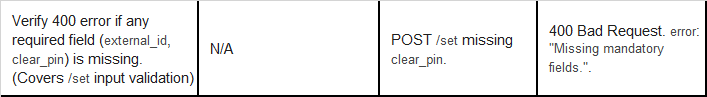 Verify 400 error if any
required field (external_id,
clear_pin) is missing.
(Covers /set input validation)
N/A
POST /set missing
clear_pin.
400 Bad Request. error:
"Missing mandatory
fields.".